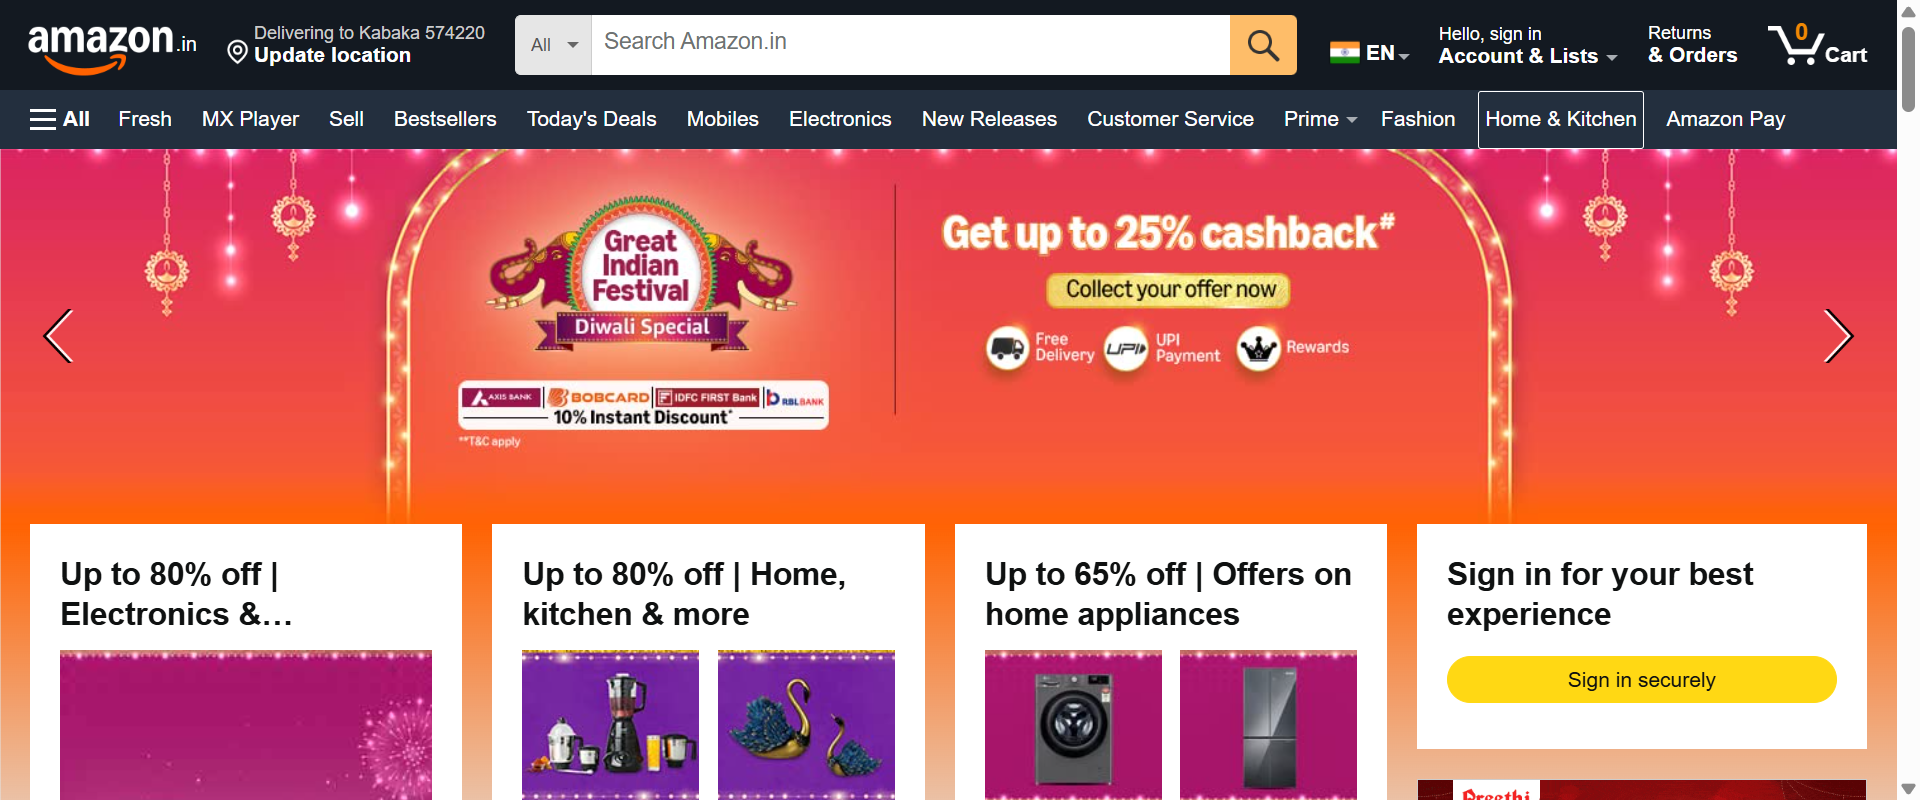 amazon.in
Delivering to Kabaka 574220
Update location
All
Search Amazon.in
EN
Hello, sign in
Account & Lists
Returns
& Orders
0
Cart
All
Fresh
MX Player
Sell
Bestsellers
Today's Deals
Mobiles
Electronics
New Releases
Customer Service
Prime
Fashion
Home & Kitchen
Amazon Pay
Great
Indian
Festival
Diwali Special
AXIS BANK
BOBCARD
IDFC FIRST Bank
RBLBANK
10% Instant Discount*
**T&C apply
Get up to 25% cashback#
Collect your offer now
Free
Delivery
UPI
UPI
Payment
Rewards
Up to 80% off |
Electronics &…
Up to 80% off | Home,
kitchen & more
Up to 65% off | Offers on
home appliances
Sign in for your best
experience
Sign in securely
Preethi